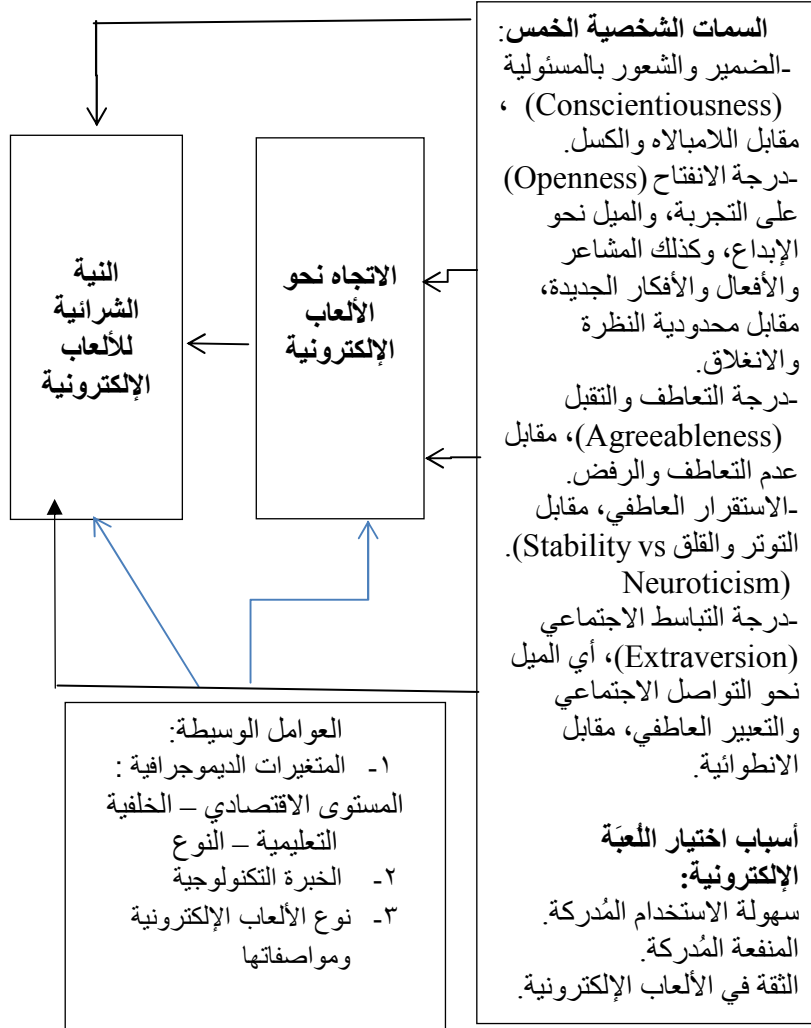 السمات الشخصية الخمس:
-الضمير والشعور بالمسئولية
(Conscientiousness) ،
مقابل اللامبالاه والكسل.
-درجة الانفتاح (Openness)
على التجربة، والميل نحو
الإبداع، وكذلك المشاعر
والأفعال والأفكار الجديدة،
مقابل محدودية النظرة
والانغلاق.
-درجة التعاطف والتقبل
(Agreeableness)، مقابل
عدم التعاطف والرفض.
-الاستقرار العاطفي، مقابل
التوتر والقلق Stability vs).
Neuroticism)
-درجة التباسط الاجتماعي
(Extraversion)، أي الميل
نحو التواصل الاجتماعي
والتعبير العاطفي، مقابل
الانطوائية.
أسباب اختيار اللُعبَة
الإلكترونية:
سهولة الاستخدام المُدركة.
المنفعة المُدركة.
الثقة في الألعاب الإلكترونية.
الاتجاه نحو
الألعاب
الإلكترونية
النية
الشرائية
للألعاب
الإلكترونية
العوامل الوسيطة:
١- المتغيرات الديموجرافية :
المستوى الاقتصادي – الخلفية
التعليمية – النوع
٢- الخبرة التكنولوجية
٣- نوع الألعاب الإلكترونية
ومواصفاتها